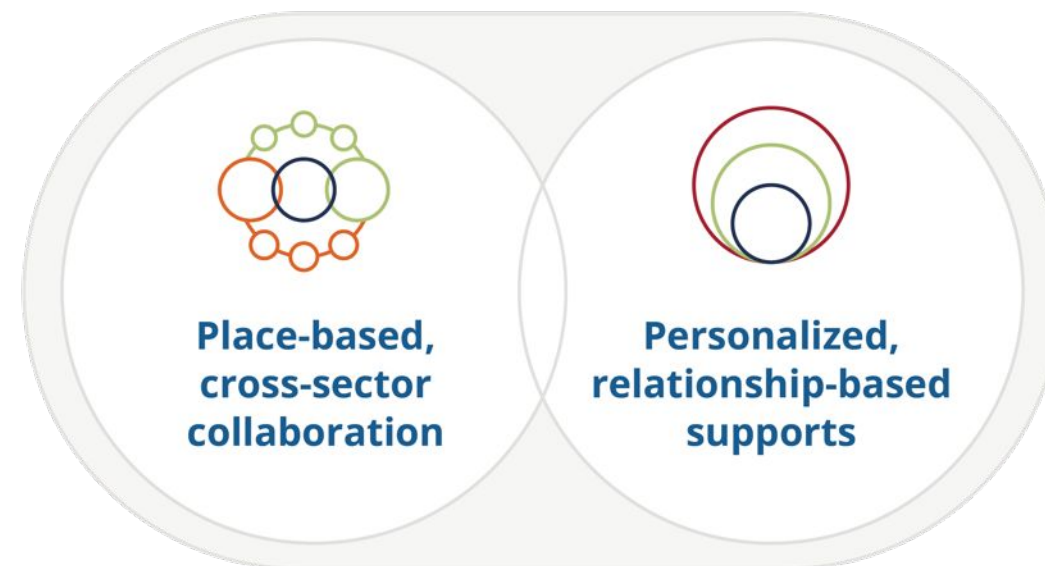 Place-based,
cross-sector
collaboration
Personalized,
relationship-based
supports